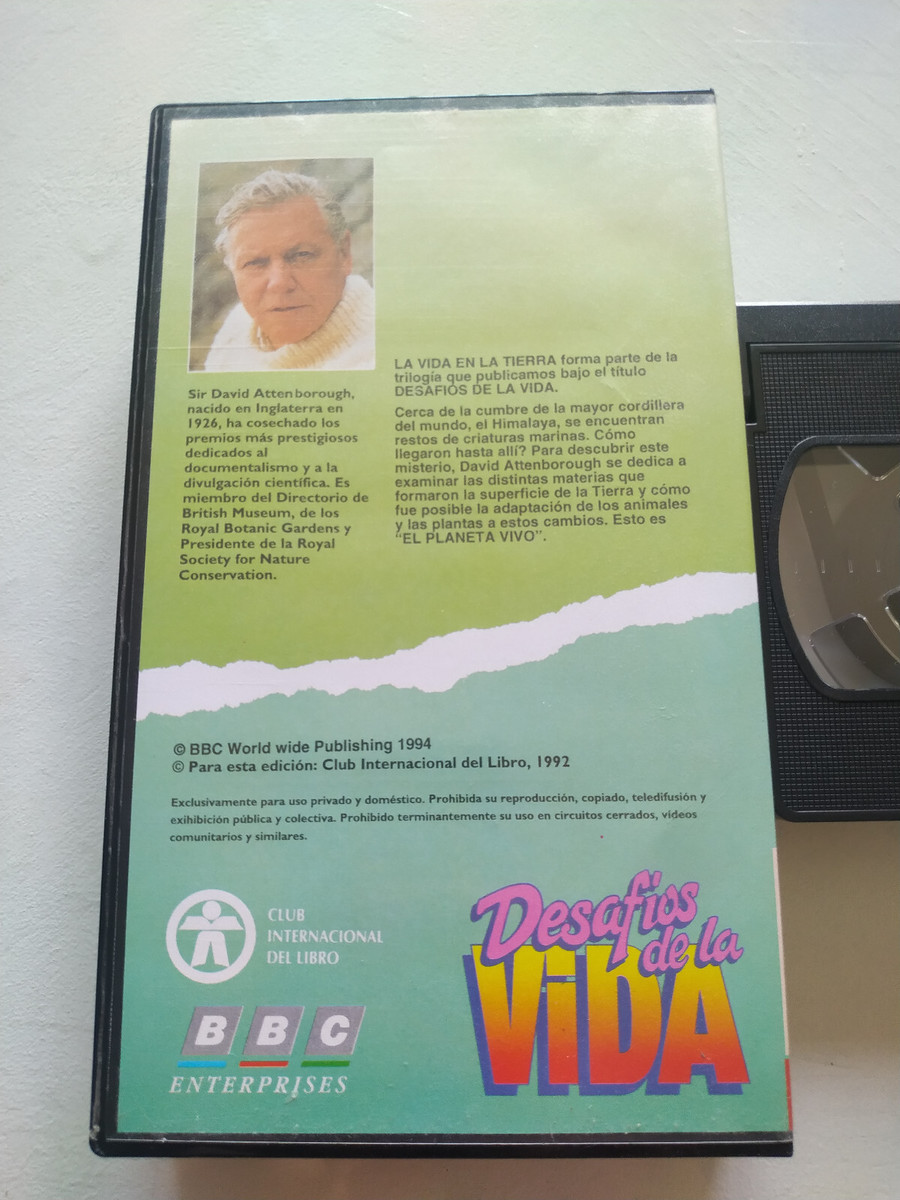 Sir David Attenborough,
nacido en Inglaterra en
1926, ha cosechado los
premios más prestigiosos
dedicados al
documentalismo y a la
divulgación científica. Es
miembro del Directorio de
British Museum, de los
Royal Botanic Gardens y
Presidente de la Royal
Society for Nature
Conservation.
LA VIDA EN LA TIERRA forma parte de la
trilogía que publicamos bajo el título
DESAFIOS DE LA VIDA.
Cerca de la cumbre de la mayor cordillera
del mundo, el Himalaya, se encuentran
restos de criaturas marinas. Cómo
llegaron hasta allí? Para descubrir este
misterio, David Attenborough se dedica a
examinar las distintas materias que
formaron la superficie de la Tierra y cómo
fue posible la adaptación de los animales
y las plantas a estos cambios. Esto es
"EL PLANETA VIVO".
© BBC World wide Publishing 1994
© Para esta edición: Club Internacional del Libro, 1992
Exclusivamente para uso privado y doméstico. Prohibida su reproducción, copiado, teledifusión y
exihibición pública y colectiva. Prohibido terminantemente su uso en circuitos cerrados, vídeos
comunitarios y similares.
CLUB
INTERNACIONAL
DEL LIBRO
BBC
ENTERPRISES
Desafíos
de la
ViDA